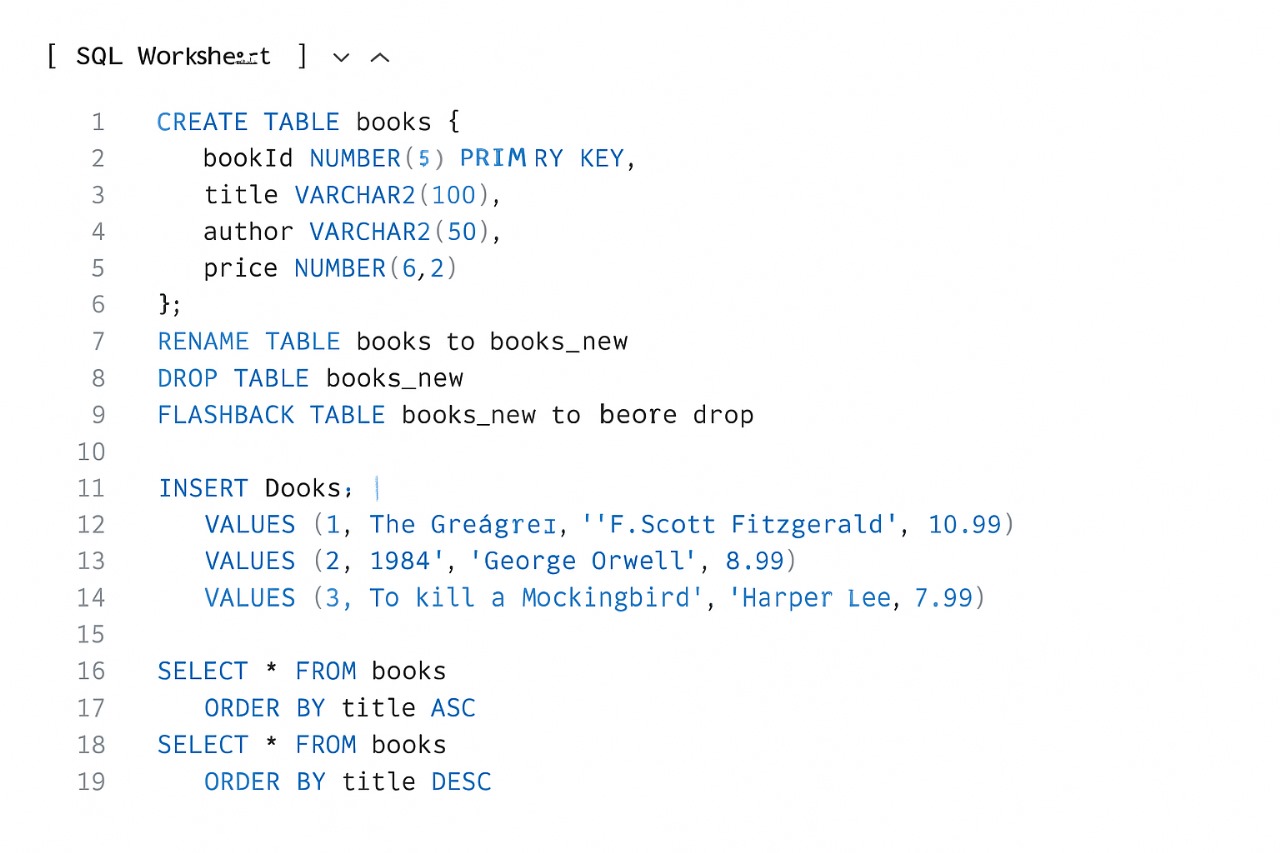 [ SQL ]
1 CREATE TABLE books {
2 bookId NUMBER(5) PRIM RY KEY,
3 title VARCHAR2(100),
4 author VARCHAR2(50),
5 price NUMBER(6,2)
6 };
7 RENAME TABLE books to books_new
8 DROP TABLE books_new
9 FLASHBACK TABLE books_new to beore drop
10
11 INSERT Dooks;
12 VALUES (1, The ''F.Scott Fitzgerald', 10.99)
13 VALUES (2, 1984', 'George Orwell', 8.99)
14 VALUES (3, To kill a Mockingbird', 'Harper Lee, 7.99)
15
16 SELECT * FROM books
17 ORDER BY title ASC
18 SELECT * FROM books
19 ORDER BY title DESC